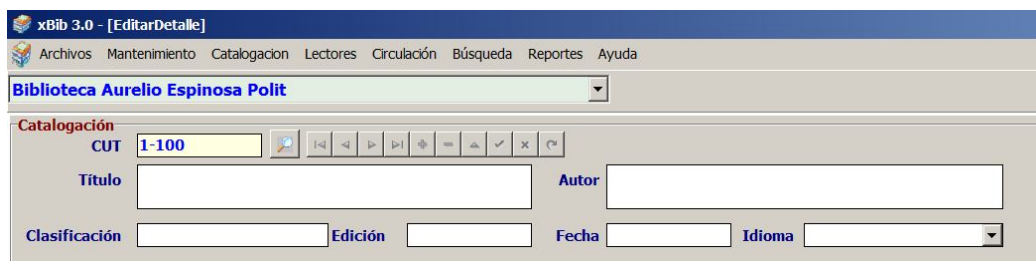 xBib 3.0 - [EditarDetalle]
Archivos Mantenimiento Catalogacion Lectores Circulación Búsqueda Reportes Ayuda
Biblioteca Aurelio Espinosa Polit
Catalogación
CUT 1-100
Título Autor
Clasificación Edición Fecha Idioma